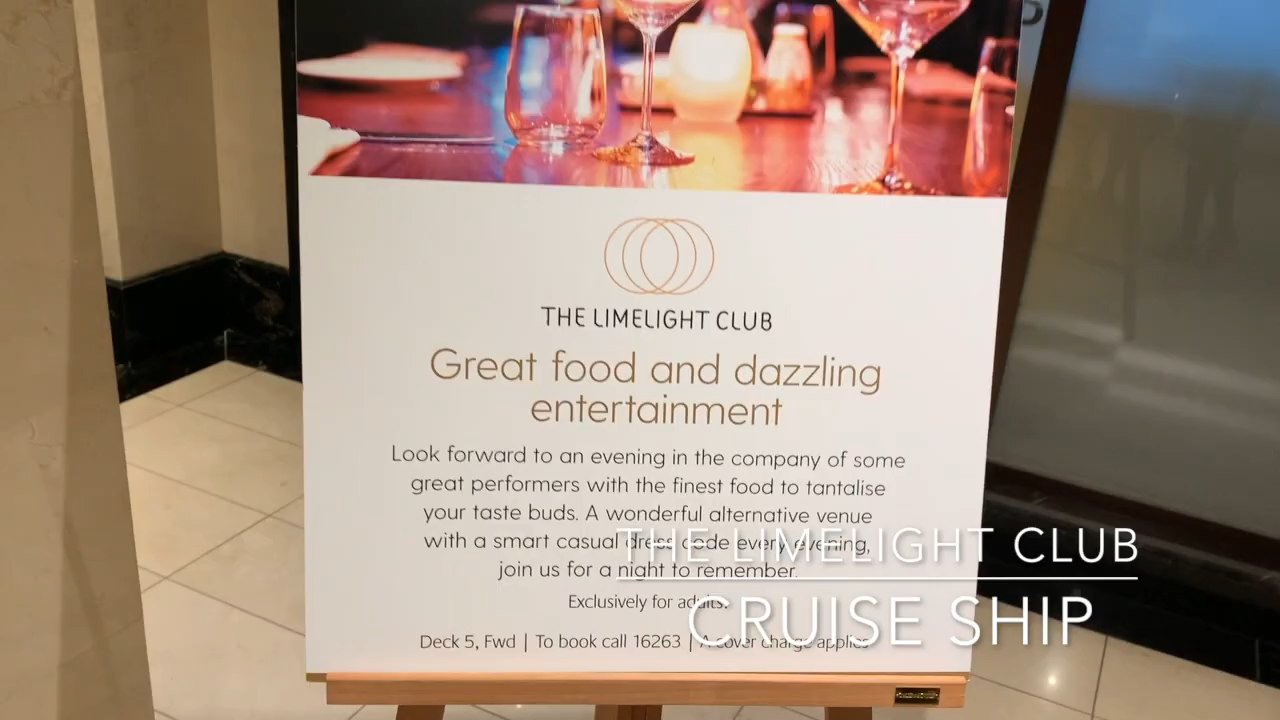 THE LIMELIGHT CLUB
Great food and dazzling
entertainment
Look forward to an evening in the company of some
great performers with the finest food to tantalise
your taste buds. A wonderful alternative venue
with a smart casual dress code every evening,
join us for a night to remember.
Exclusively for adults.
Deck 5, Fwd | To book call 16263 | A cover charge applies
THE LIMELIGHT CLUB
CRUISE SHIP